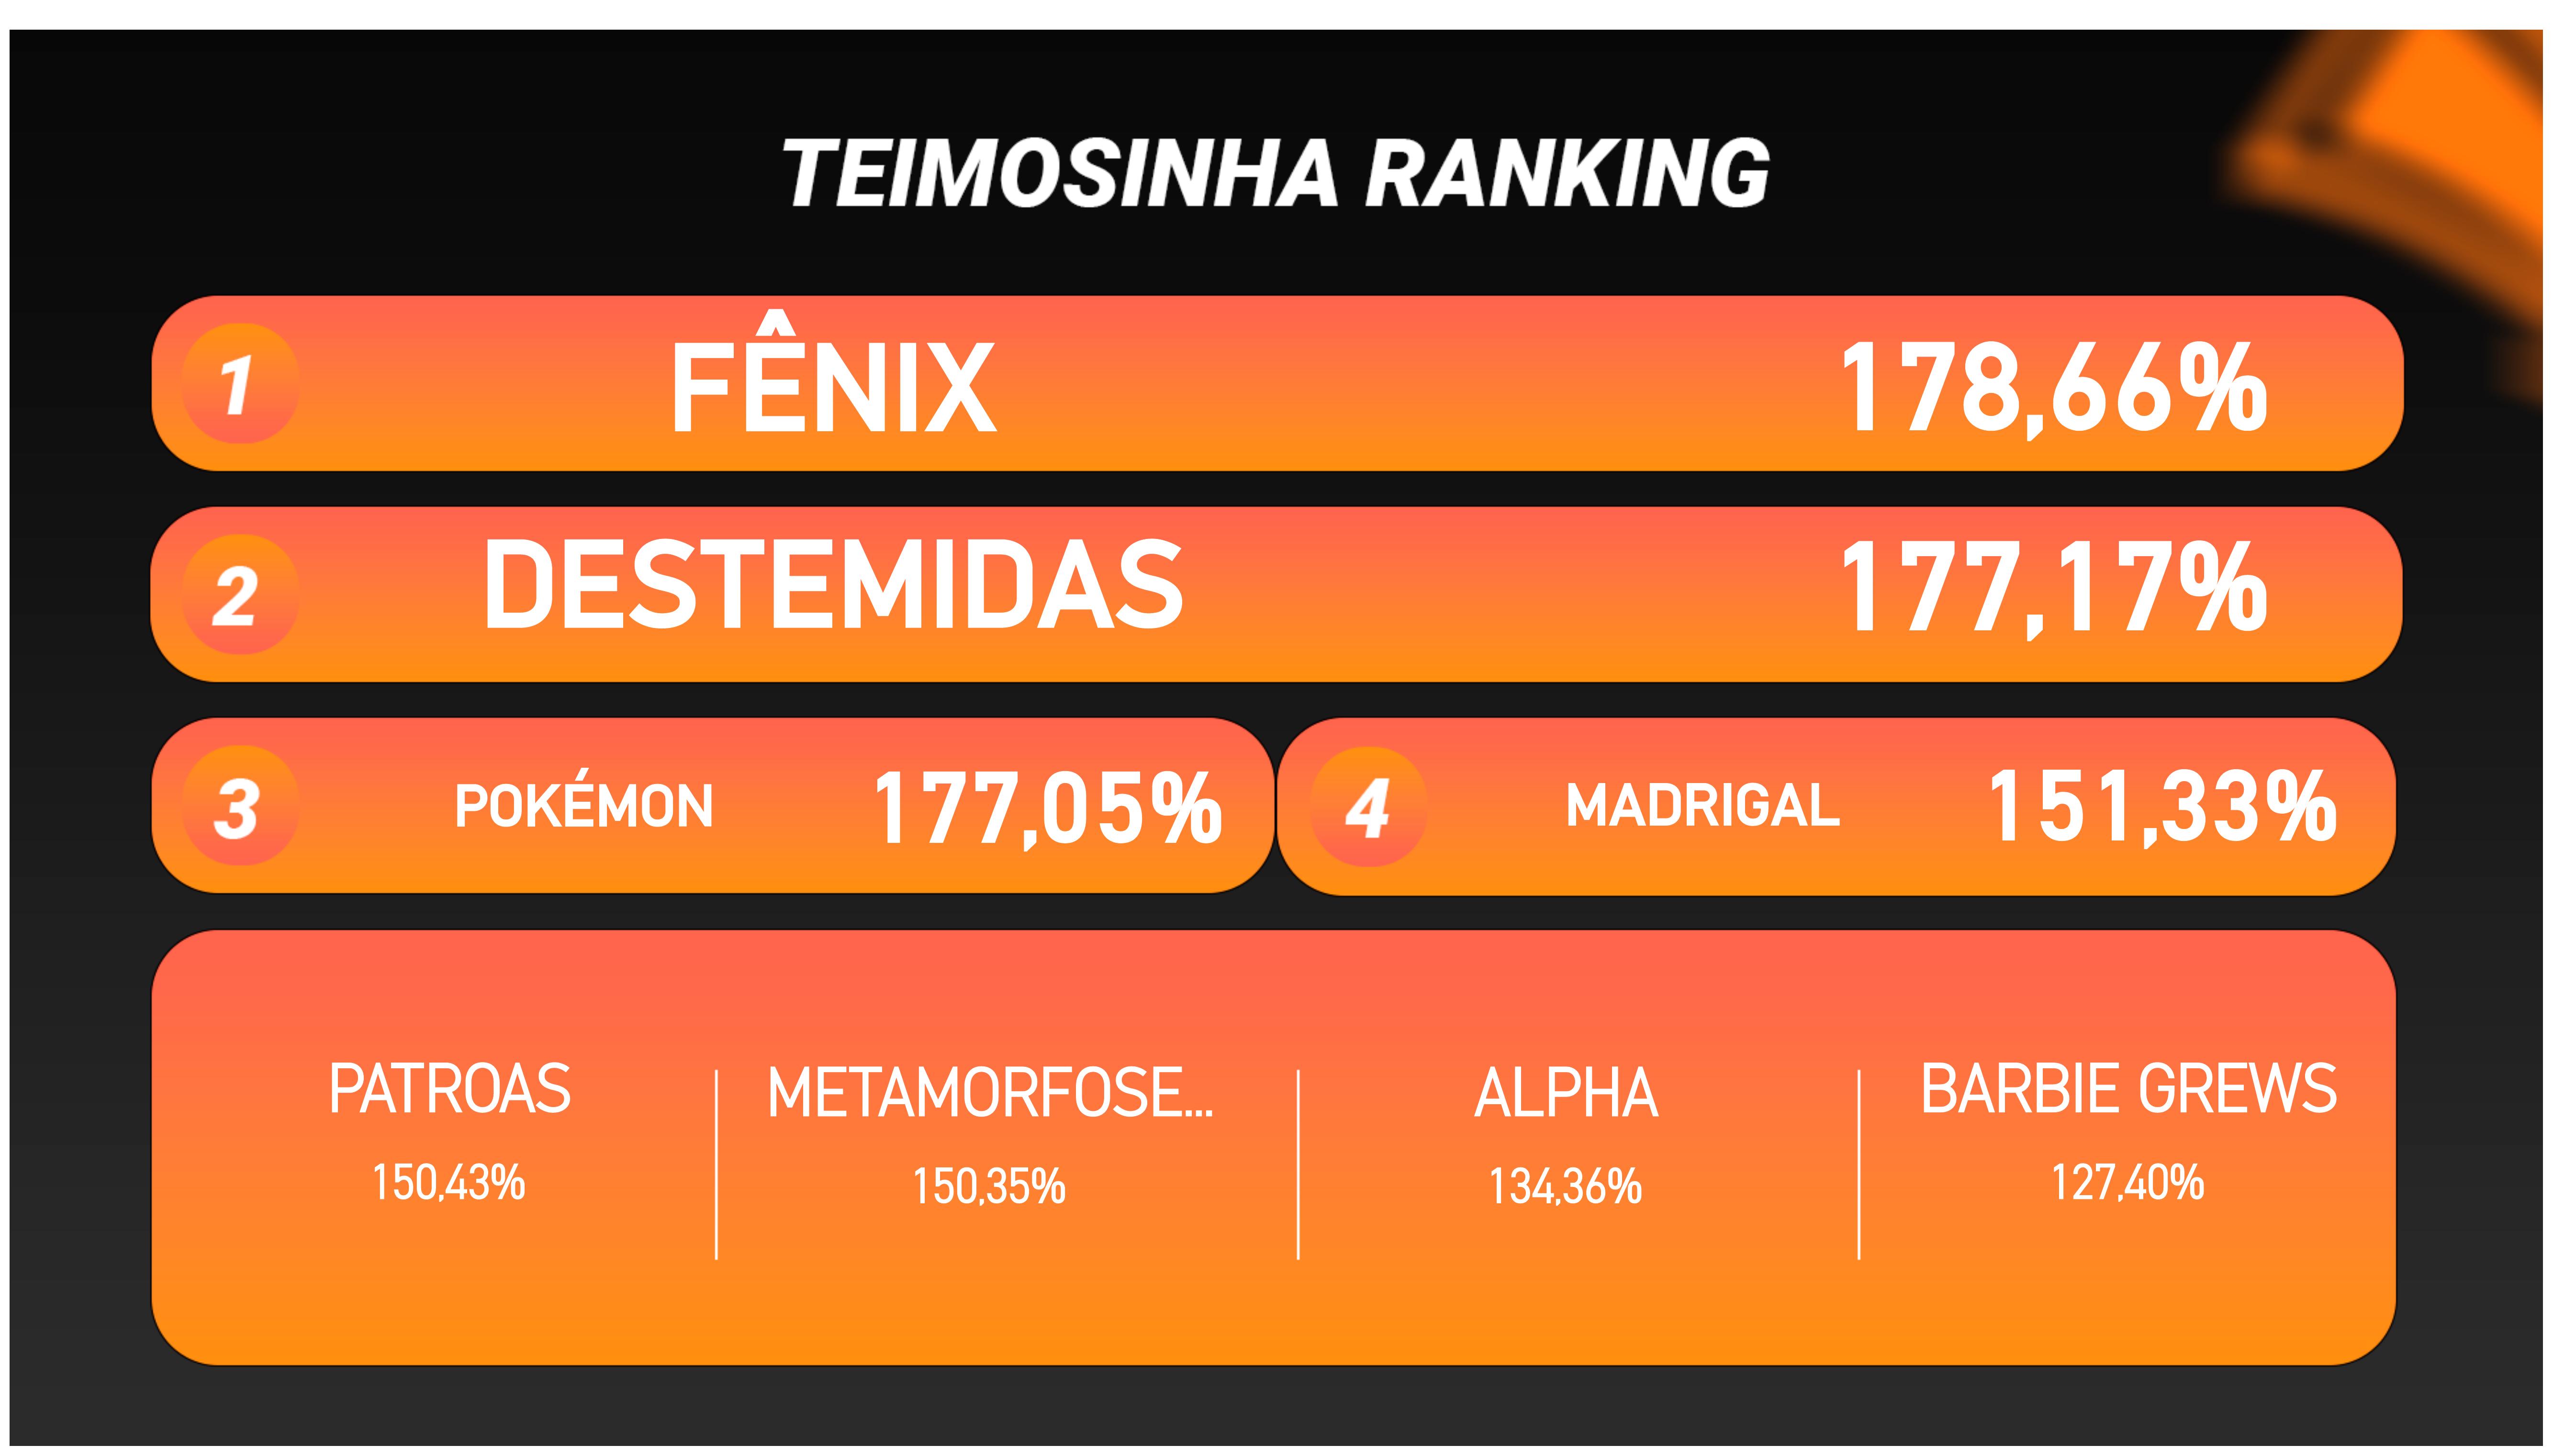 TEIMOSINHA RANKING
1 FÊNIX 178,66%
2 DESTEMIDAS 177,17%
3 POKÉMON 177,05%
4 MADRIGAL 151,33%
PATROAS
150,43%
METAMORFOSE...
150,35%
ALPHA
134,36%
BARBIE GREWS
127,40%